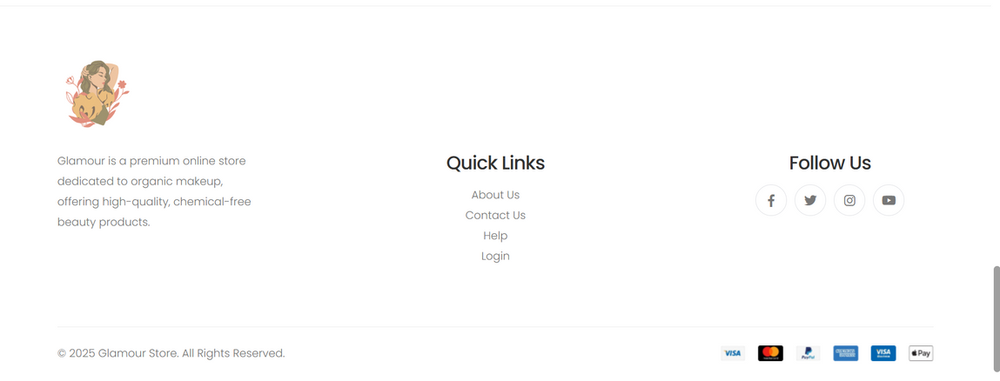 Glamour is a premium online store
dedicated to organic makeup,
offering high-quality, chemical-free
beauty products.
Quick Links
About Us
Contact Us
Help
Login
Follow Us
© 2025 Glamour Store. All Rights Reserved.
VISA
PayPal
VISA
Pay